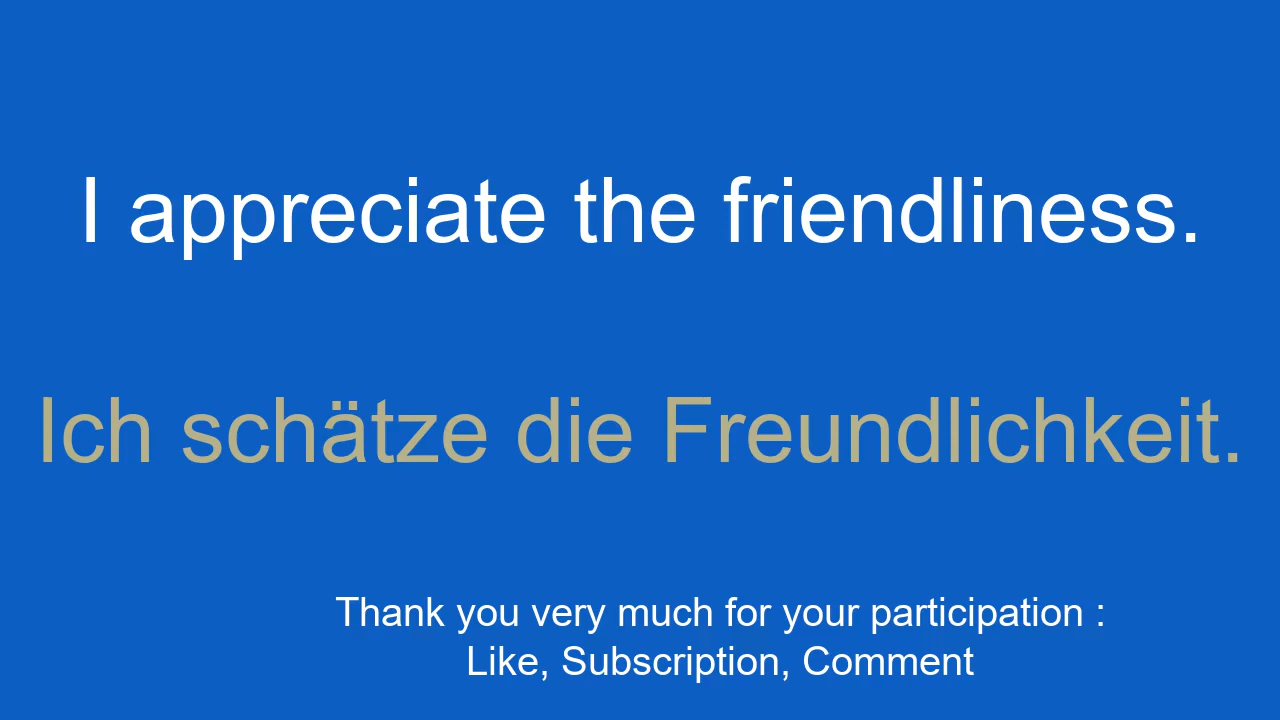 I appreciate the friendliness.
Ich schätze die Freundlichkeit.
Thank you very much for your participation :
Like, Subscription, Comment